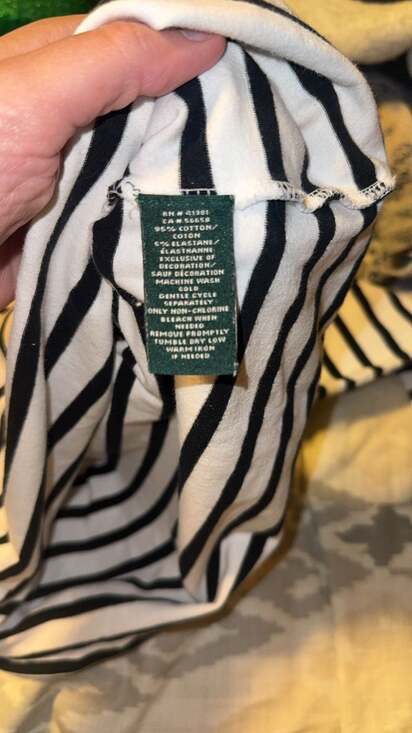 RN # 41381
CA # 56658
95% COTTON/
COTON
5% ELASTANE/
ÉLASTHANNE
EXCLUSIVE OF
DECORATION/
SAUF DÉCORATION
MACHINE WASH
COLD
GENTLE CYCLE
SEPARATELY
ONLY NON-CHLORINE
BLEACH WHEN
NEEDED
REMOVE PROMPTLY
TUMBLE DRY LOW
WARM IRON
IF NEEDED